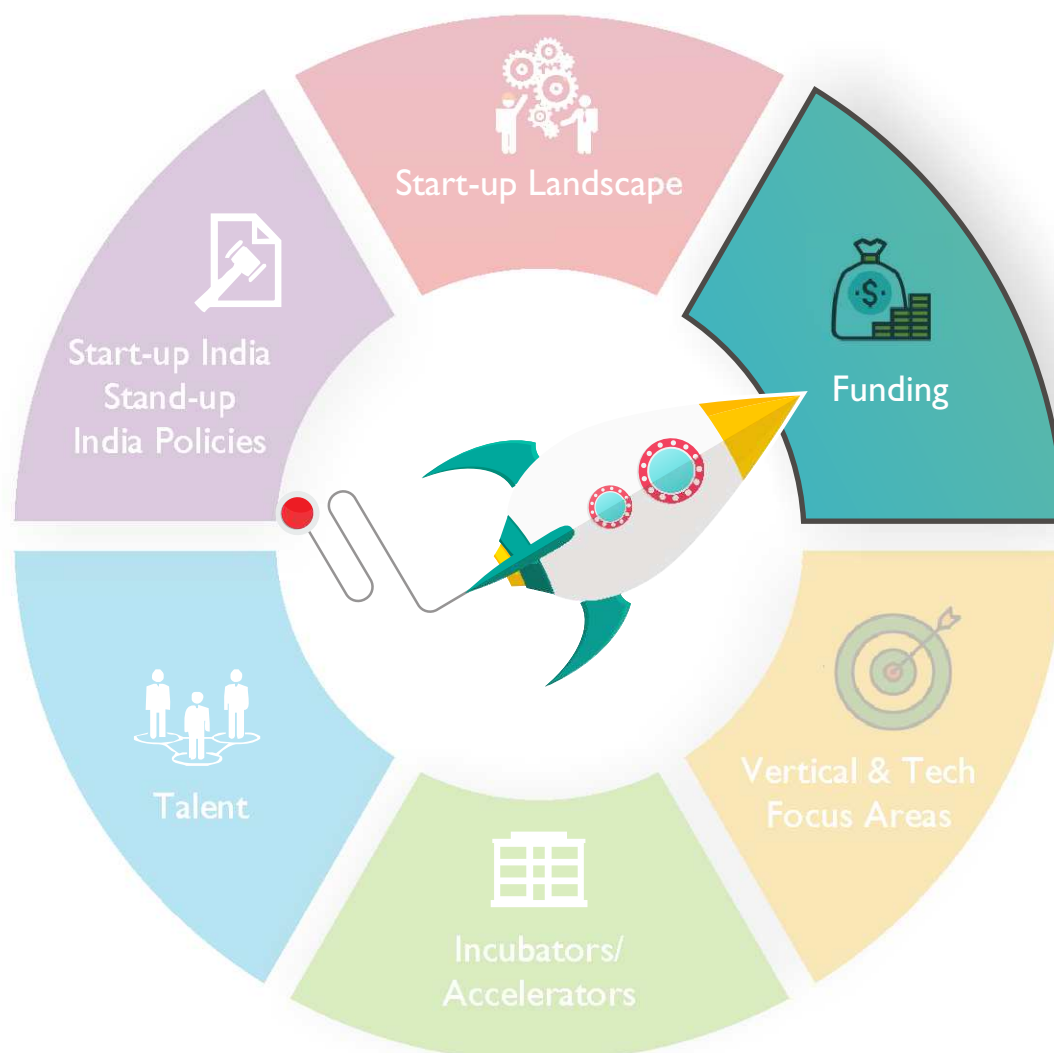 Start-up Landscape
$
Funding
Vertical & Tech
Focus Areas
Incubators/
Accelerators
Talent
Start-up India
Stand-up
India Policies